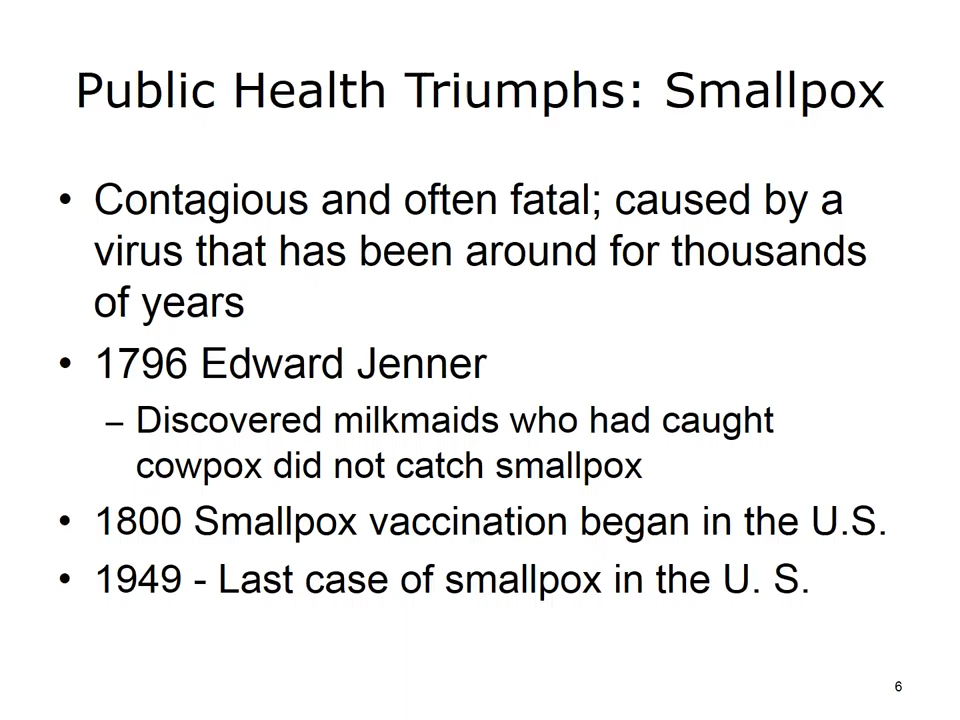 Public Health Triumphs: Smallpox
• Contagious and often fatal; caused by a
virus that has been around for thousands
of years
• 1796 Edward Jenner
– Discovered milkmaids who had caught
cowpox did not catch smallpox
• 1800 Smallpox vaccination began in the U.S.
• 1949 - Last case of smallpox in the U. S.
6